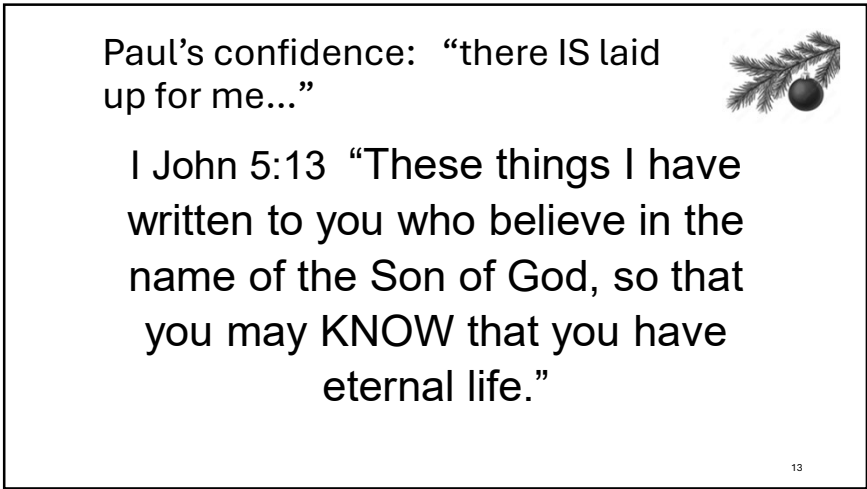 Paul’s confidence: “there IS laid
up for me...”
I John 5:13 “These things I have
written to you who believe in the
name of the Son of God, so that
you may KNOW that you have
eternal life.”
13